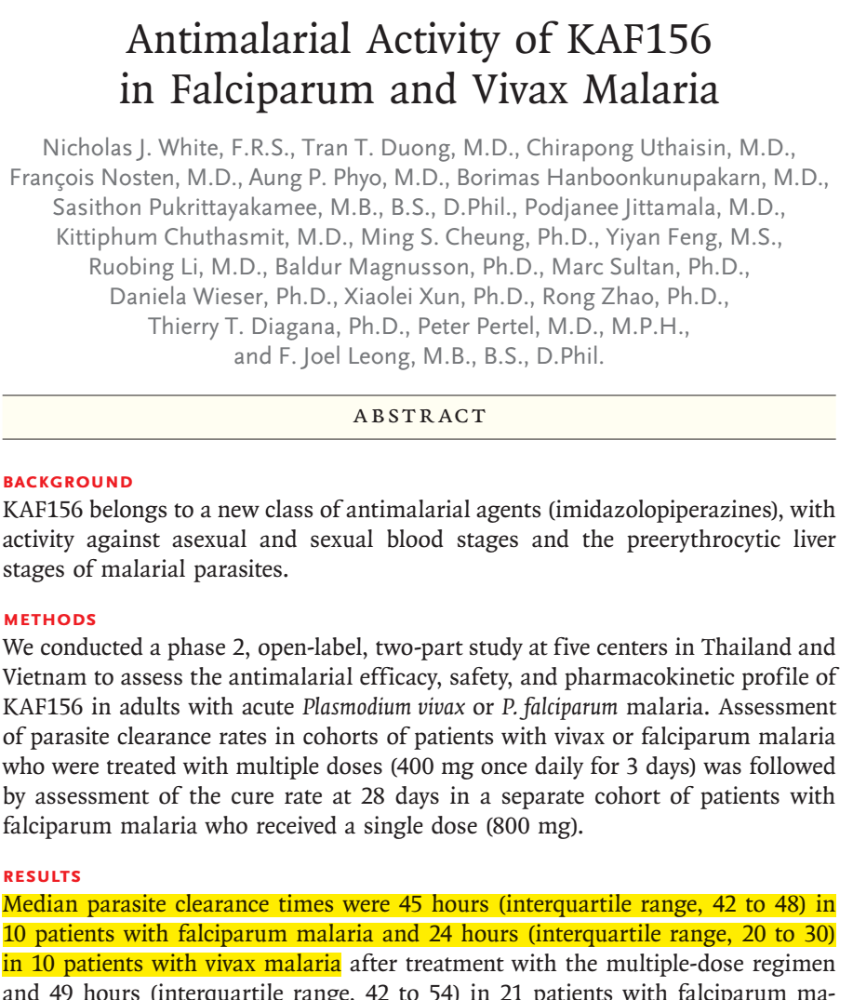 Antimalarial Activity of KAF156
in Falciparum and Vivax Malaria
Nicholas J. White, F.R.S., Tran T. Duong, M.D., Chirapong Uthaisin, M.D.,
François Nosten, M.D., Aung P. Phyo, M.D., Borimas Hanboonkunupakarn, M.D.,
Sasithon Pukrittayakamee, M.B., B.S., D.Phil., Podjanee Jittamala, M.D.,
Kittiphum Chuthasmit, M.D., Ming S. Cheung, Ph.D., Yiyan Feng, M.S.,
Ruobing Li, M.D., Baldur Magnusson, Ph.D., Marc Sultan, Ph.D.,
Daniela Wieser, Ph.D., Xiaolei Xun, Ph.D., Rong Zhao, Ph.D.,
Thierry T. Diagana, Ph.D., Peter Pertel, M.D., M.P.H.,
and F. Joel Leong, M.B., B.S., D.Phil.
ABSTRACT
BACKGROUND
KAF156 belongs to a new class of antimalarial agents (imidazolopiperazines), with
activity against asexual and sexual blood stages and the preerythrocytic liver
stages of malarial parasites.
METHODS
We conducted a phase 2, open-label, two-part study at five centers in Thailand and
Vietnam to assess the antimalarial efficacy, safety, and pharmacokinetic profile of
KAF156 in adults with acute Plasmodium vivax or P. falciparum malaria. Assessment
of parasite clearance rates in cohorts of patients with vivax or falciparum malaria
who were treated with multiple doses (400 mg once daily for 3 days) was followed
by assessment of the cure rate at 28 days in a separate cohort of patients with
falciparum malaria who received a single dose (800 mg).
RESULTS
Median parasite clearance times were 45 hours (interquartile range, 42 to 48) in
10 patients with falciparum malaria and 24 hours (interquartile range, 20 to 30)
in 10 patients with vivax malaria after treatment with the multiple-dose regimen
and 49 hours (interquartile range, 42 to 54) in 21 patients with falciparum ma-